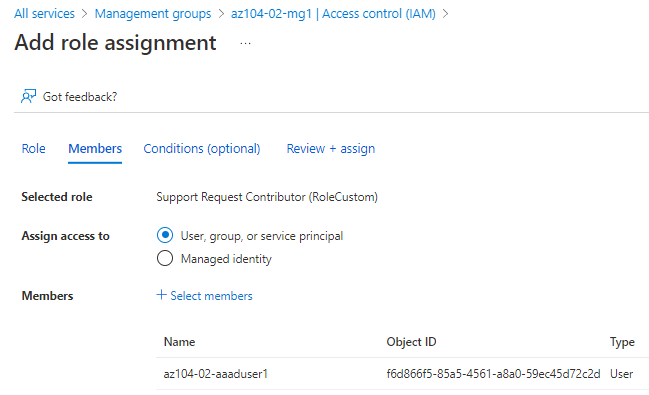 All services > Management groups > az104-02-mg1 | Access control (IAM) >
Add role assignment ...
Got feedback?
Role Members Conditions (optional) Review + assign
Selected role Support Request Contributor (RoleCustom)
Assign access to User, group, or service principal
Managed identity
Members + Select members
Name Object ID Type
az104-02-aaaduser1 f6d866f5-85a5-4561-a8a0-59ec45d72c2d User